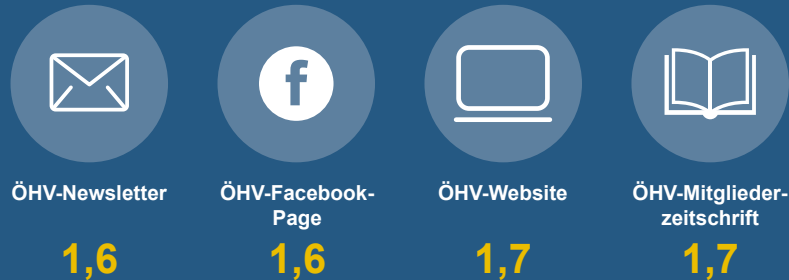 ÖHV-Newsletter
1,6
ÖHV-Facebook-
Page
1,6
ÖHV-Website
1,7
ÖHV-Mitglieder-
zeitschrift
1,7